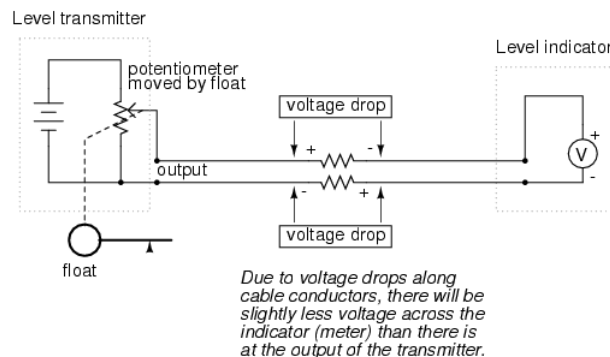 Level transmitter
Level indicator
potentiometer
moved by float
voltage drop
+
-
+
V
-
output
-
+
voltage drop
float
Due to voltage drops along
cable conductors, there will be
slightly less voltage across the
indicator (meter) than there is
at the output of the transmitter.